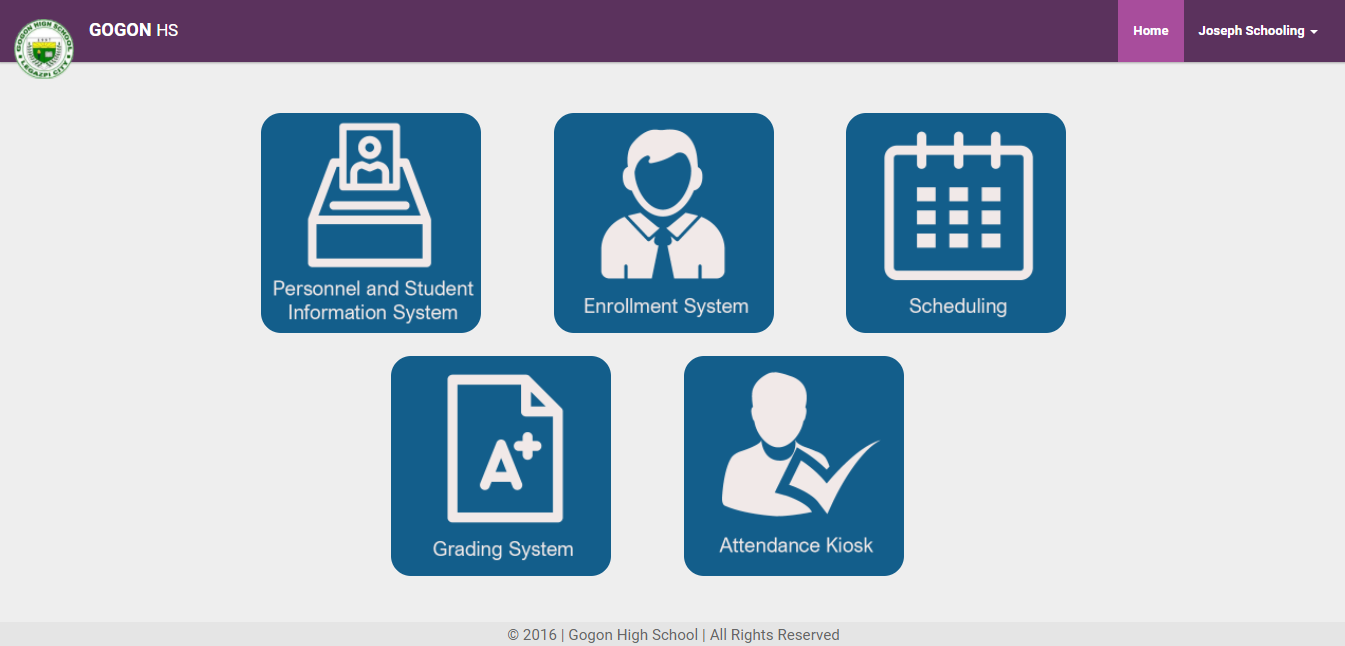 GOGON HIGH SCHOOL
LEGAZPI CITY
GOGON HS
Home
Joseph Schooling
Personnel and Student
Information System
Enrollment System
Scheduling
A+
Grading System
Attendance Kiosk
© 2016 | Gogon High School | All Rights Reserved